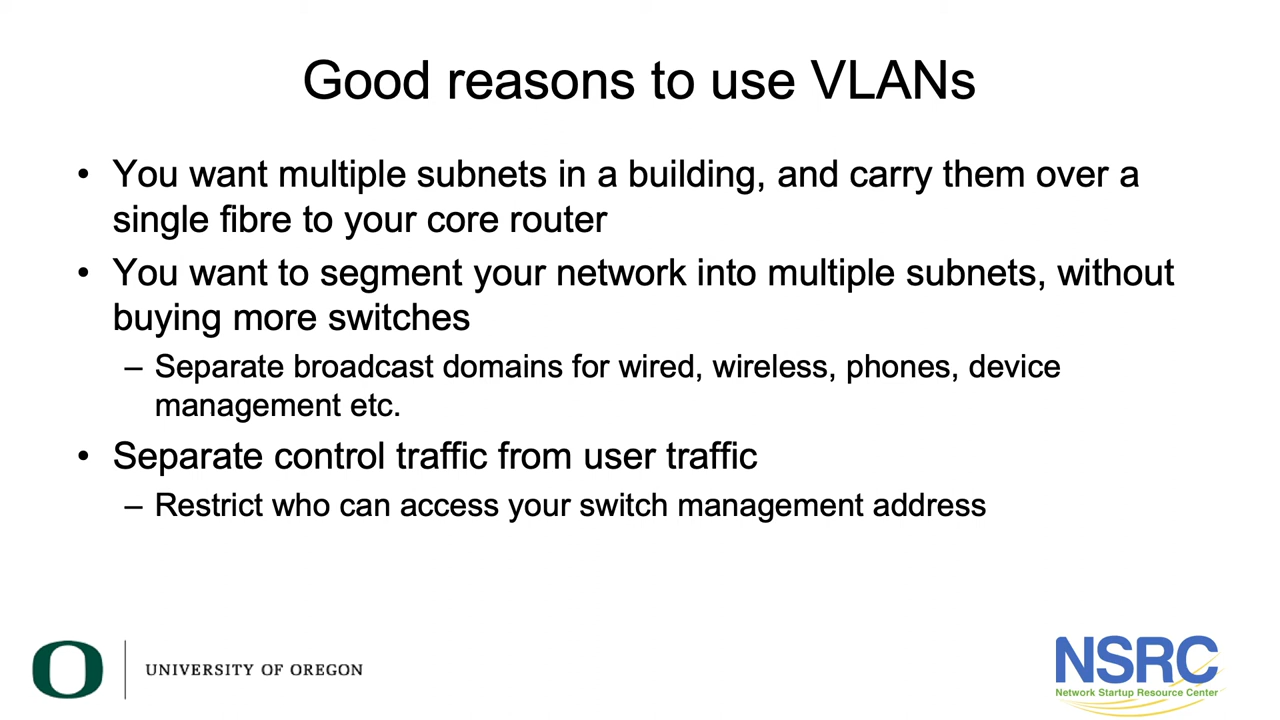 Good reasons to use VLANs
• You want multiple subnets in a building, and carry them over a
single fibre to your core router
• You want to segment your network into multiple subnets, without
buying more switches
– Separate broadcast domains for wired, wireless, phones, device
management etc.
• Separate control traffic from user traffic
– Restrict who can access your switch management address
O
UNIVERSITY OF OREGON
NSRC
Network Startup Resource Center